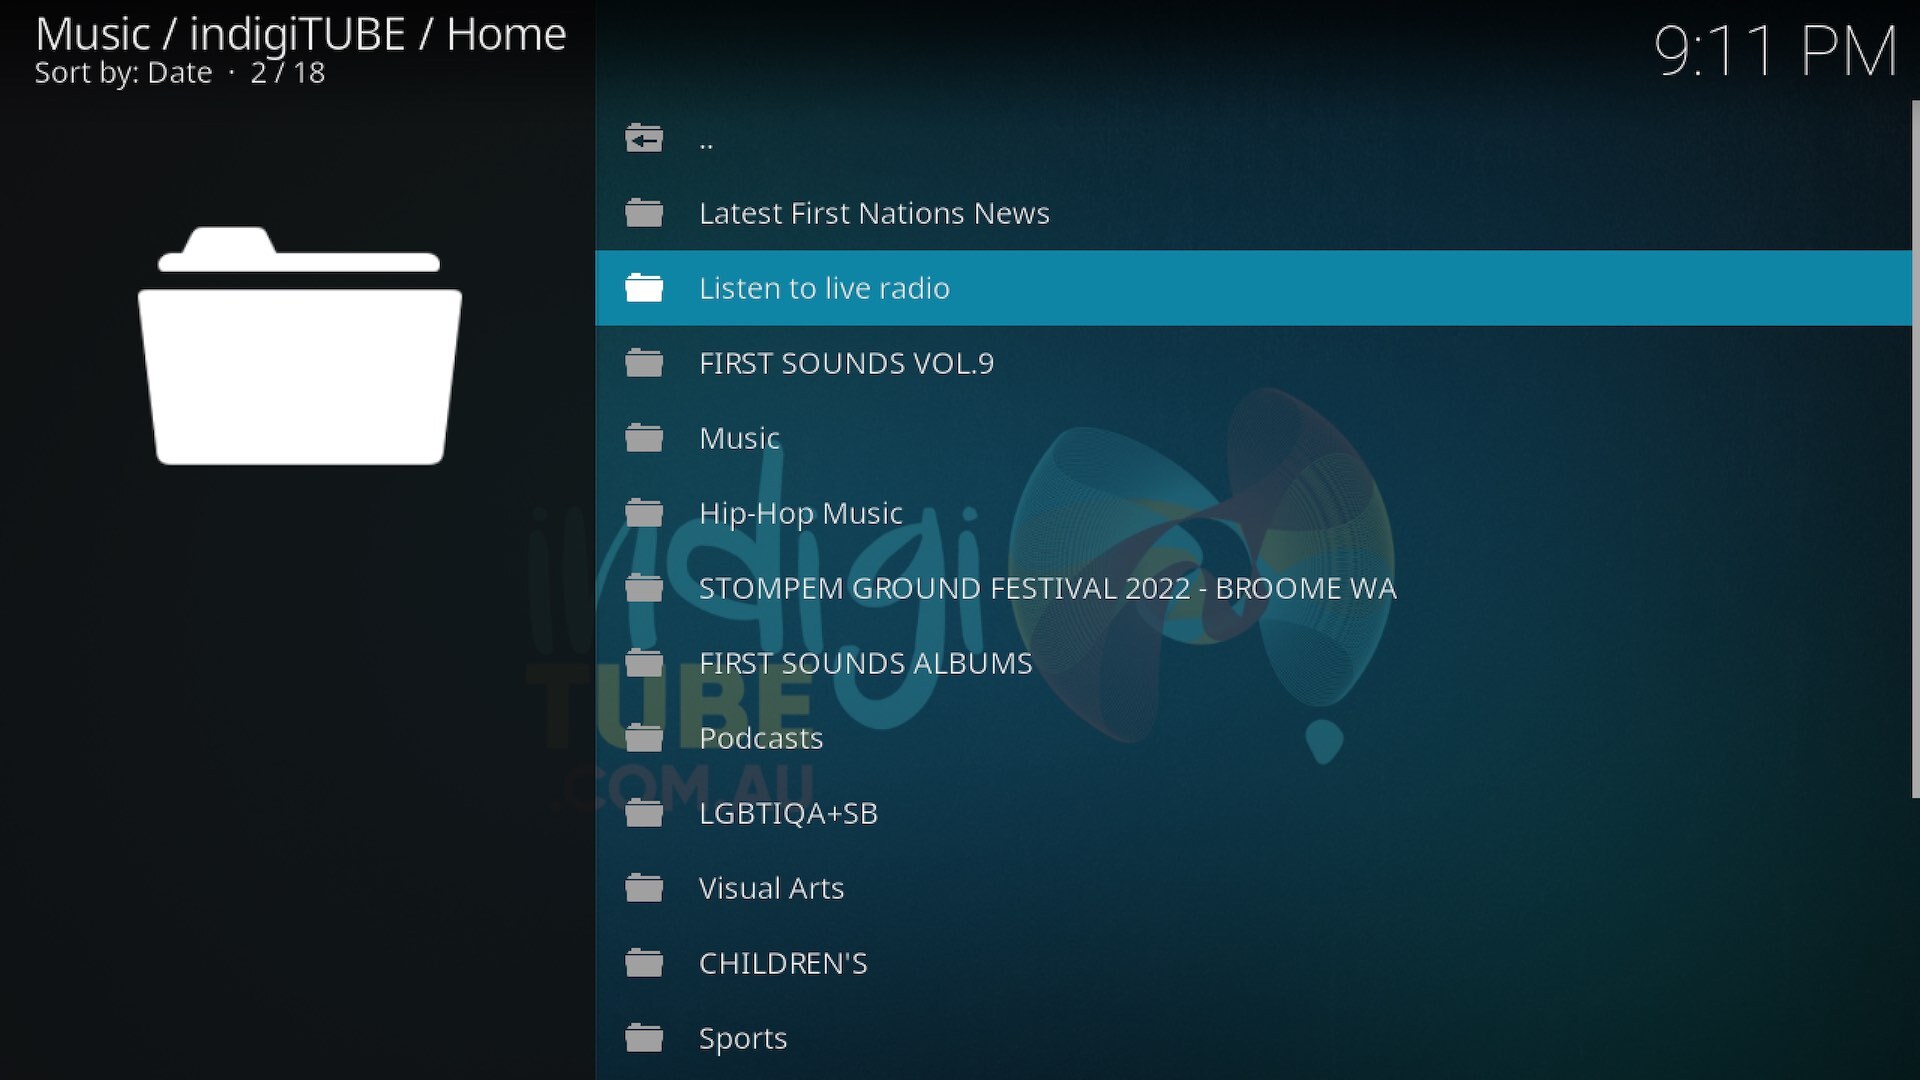 Music / indigiTUBE / Home
Sort by: Date · 2 / 18
9:11 PM
..
Latest First Nations News
Listen to live radio
FIRST SOUNDS VOL.9
Music
Hip-Hop Music
STOMPEM GROUND FESTIVAL 2022 - BROOME WA
FIRST SOUNDS ALBUMS
Podcasts
LGBTIQA+SB
Visual Arts
CHILDREN'S
Sports
indigi
TUBE
.COM.AU